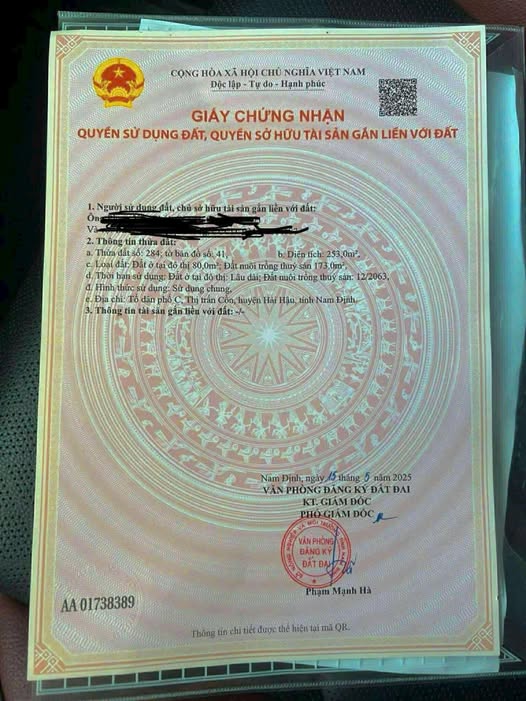 CỘNG HÒA XÃ HỘI CHỦ NGHĨA VIỆT NAM
Độc lập - Tự do - Hạnh phúc
GIẤY CHỨNG NHẬN
QUYỀN SỬ DỤNG ĐẤT, QUYỀN SỞ HỮU TÀI SẢN GẮN LIỀN VỚI ĐẤT
1. Người sử dụng đất, chủ sở hữu tài sản gắn liền với đất:
Ông
Và
2. Thông tin thửa đất:
a. Thửa đất số: 284; tờ bản đồ số: 41, b. Diện tích: 253,0m²,
c. Loại đất: Đất ở tại đô thị 80,0m²; Đất nuôi trồng thuỷ sản 173,0m²,
d. Thời hạn sử dụng: Đất ở tại đô thị: Lâu dài; Đất nuôi trồng thuỷ sản: 12/2063,
đ. Hình thức sử dụng: Sử dụng chung,
e. Địa chỉ: Tổ dân phố C, Thị trấn Cồn, huyện Hải Hậu, tỉnh Nam Định.
3. Thông tin tài sản gắn liền với đất: -/-
Nam Định, ngày 15 tháng 5 năm 2025
VĂN PHÒNG ĐĂNG KÝ ĐẤT ĐAI
KT. GIÁM ĐỐC
PHÓ GIÁM ĐỐC
VĂN PHÒNG
ĐĂNG KÝ
ĐẤT ĐAI
Phạm Mạnh Hà
AA 01738389
Thông tin chi tiết được thể hiện tại mã QR.